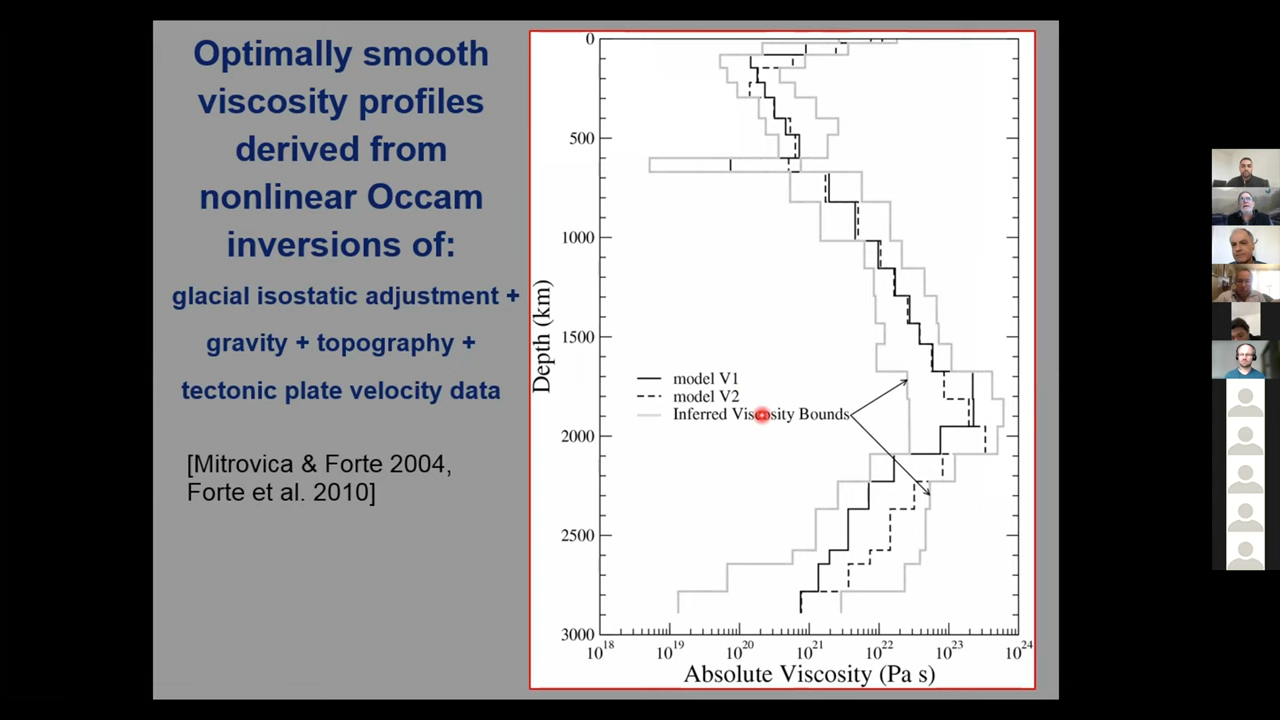 Optimally smooth
viscosity profiles
derived from
nonlinear Occam
inversions of:
glacial isostatic adjustment +
gravity + topography +
tectonic plate velocity data
[Mitrovica & Forte 2004,
Forte et al. 2010]
0
500
1000
1500
2000
2500
3000
Depth (km)
model V1
model V2
Inferred Viscosity Bounds
10^18 10^19 10^20 10^21 10^22 10^23 10^24
Absolute Viscosity (Pa s)